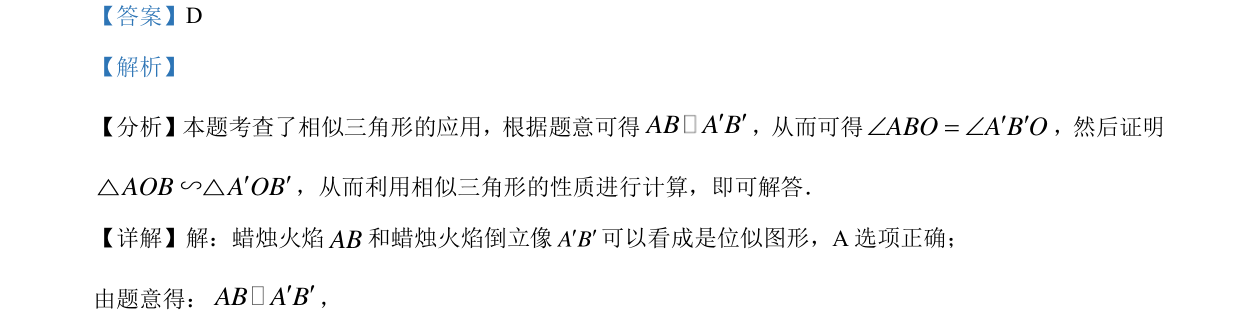 【答案】D
【解析】
【分析】本题考查了相似三角形的应用，根据题意可得 AB□A′B′，从而可得∠ABO = ∠A′B′O，然后证明
△AOB∽△A′OB′，从而利用相似三角形的性质进行计算，即可解答．
【详解】解：蜡烛火焰 AB 和蜡烛火焰倒立像 A′B′ 可以看成是位似图形，A 选项正确；
由题意得： AB□A′B′，